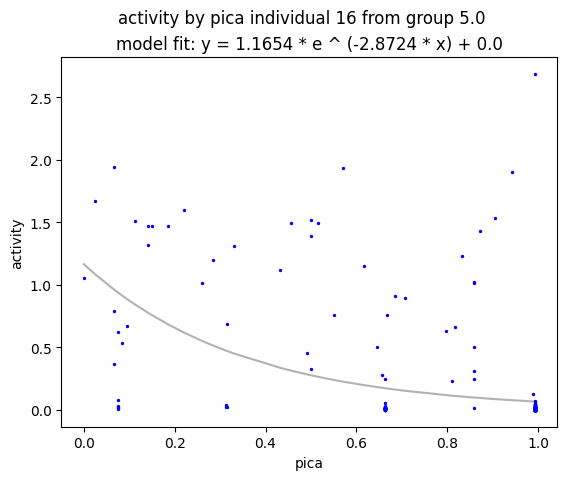 activity by pica individual 16 from group 5.0
model fit: y = 1.1654 * e ^ (-2.8724 * x) + 0.0
2.5
2.0
1.5
1.0
0.5
0.0
activity
0.0 0.2 0.4 0.6 0.8 1.0
pica